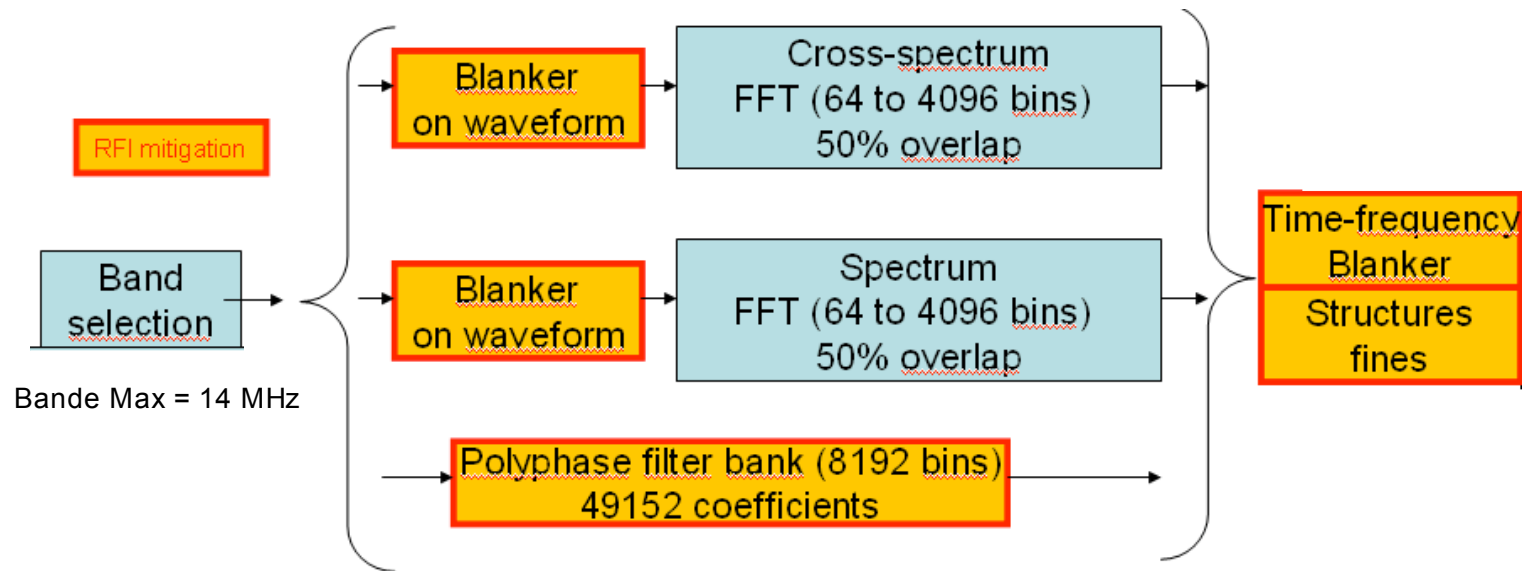 RFI mitigation
Band
selection
Bande Max = 14 MHz
Blanker
on waveform
Cross-spectrum
FFT (64 to 4096 bins)
50% overlap
Blanker
on waveform
Spectrum
FFT (64 to 4096 bins)
50% overlap
Polyphase filter bank (8192 bins)
49152 coefficients
Time-frequency
Blanker
Structures
fines